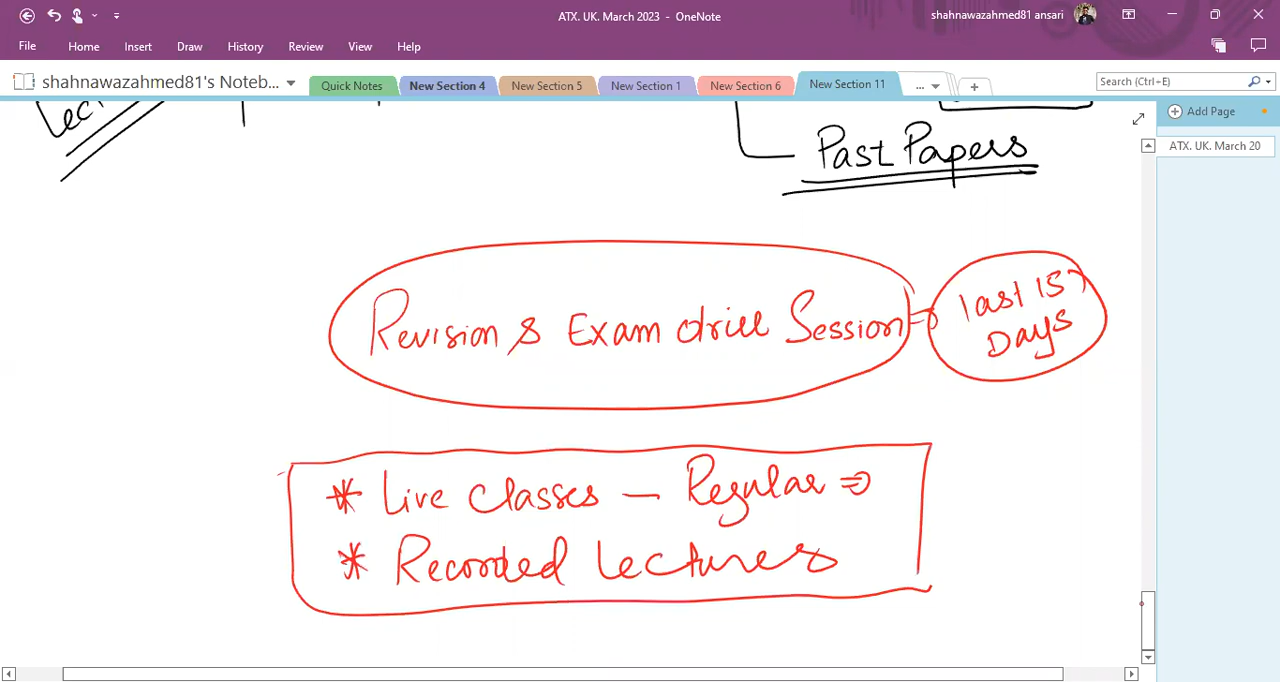 ATX. UK. March 2023 - OneNote
shahnawazahmed81 ansari
File Home Insert Draw History Review View Help
shahnawazahmed81's Noteb...
Quick Notes New Section 4 New Section 5 New Section 1 New Section 6 New Section 11 ...
Search (Ctrl+E)
Add Page
ATX. UK. March 20
Past Papers
Revision & Exam drill Session
last 15
Days
* Live Classes — Regular ⇒
* Recorded Lectures